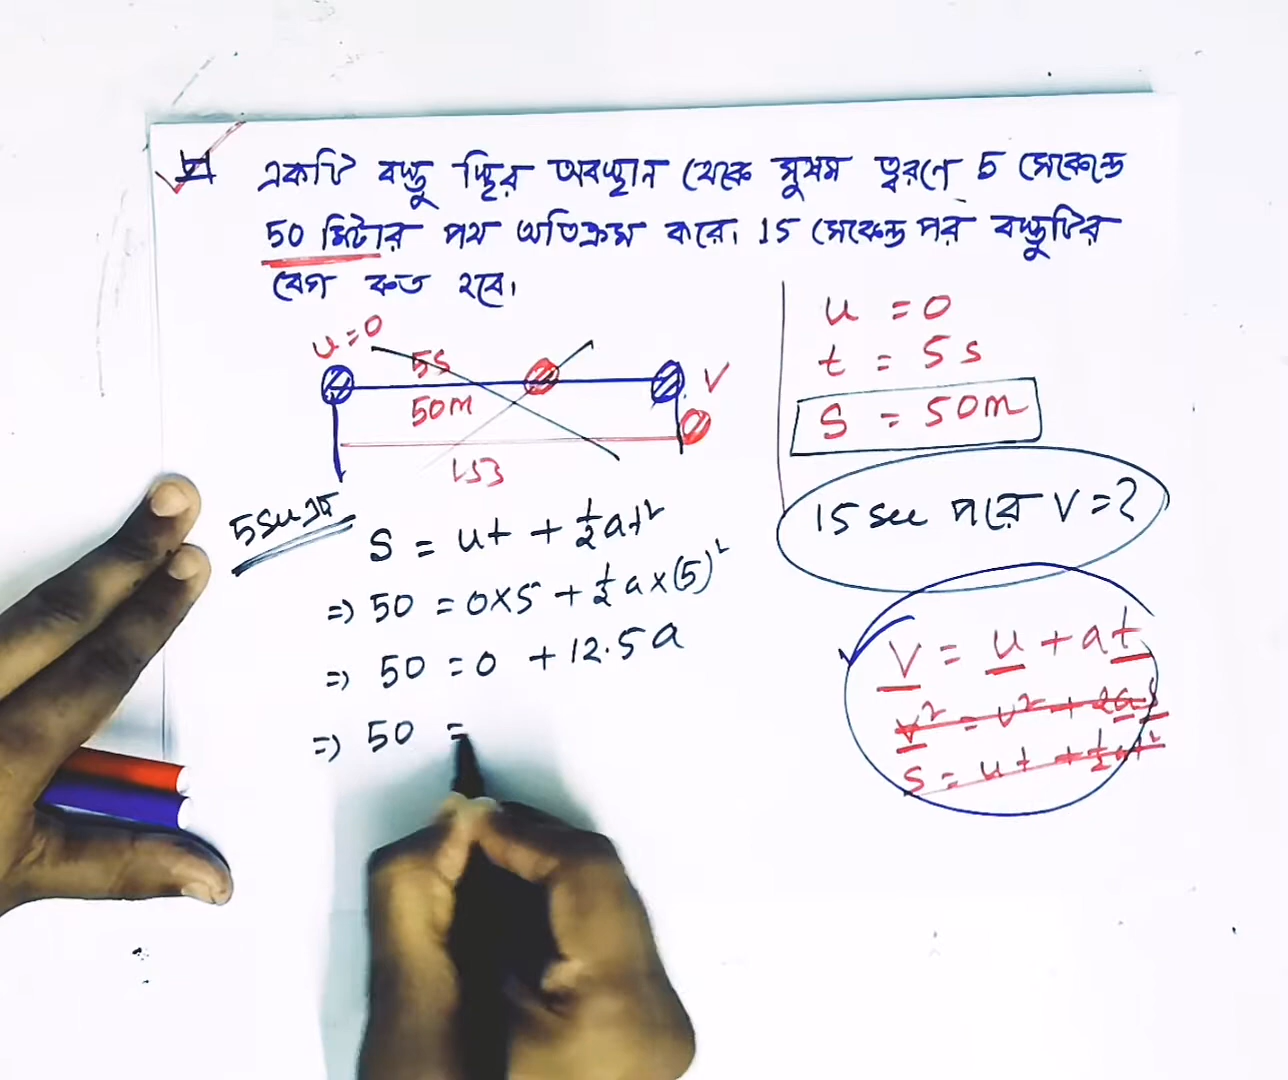 একটি বস্তু স্থির অবস্থান থেকে সুষম ত্বরণে 5 সেকেন্ডে
50 মিটার পথ অতিক্রম করে। 15 সেকেন্ড পর বস্তুটির
বেগ কত হবে।
u = 0
5s
50m
V
u = 0
t = 5s
S = 50m
15 sec পরে V = ?
S = ut + ½at²
=> 50 = 0×5 + ½a×(5)²
=> 50 = 0 + 12.5a
=> 50 =
V = u + at
S = ut + ½at²